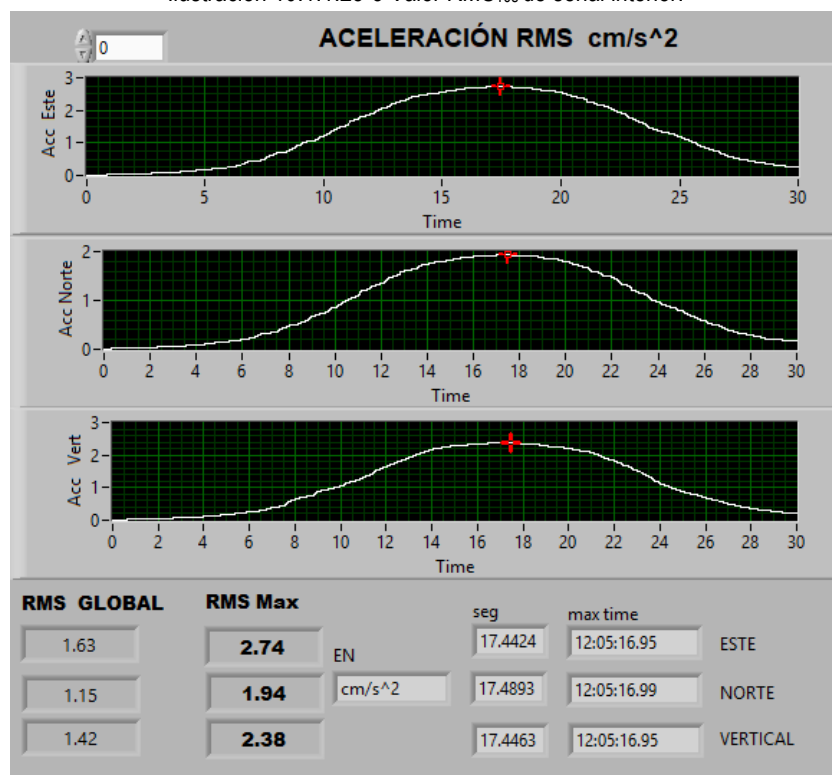 0
ACELERACIÓN RMS cm/s^2
3
2
1
0
Acc Este
0 5 10 15 20 25 30
Time
2
1
0
Acc Norte
0 2 4 6 8 10 12 14 16 18 20 22 24 26 28 30
Time
3
2
1
0
Acc Vert
0 2 4 6 8 10 12 14 16 18 20 22 24 26 28 30
Time
RMS GLOBAL RMS Max seg max time
1.63 2.74 EN 17.4424 12:05:16.95 ESTE
1.15 1.94 cm/s^2 17.4893 12:05:16.99 NORTE
1.42 2.38 17.4463 12:05:16.95 VERTICAL